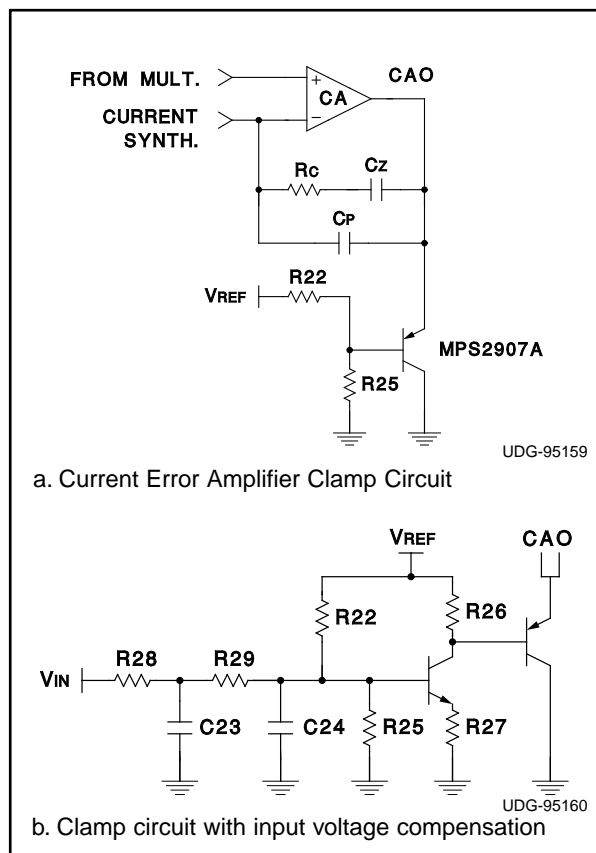 FROM MULT.
CAO
+
CA
−
CURRENT
SYNTH.
Rc
Cz
CP
R22
VREF
MPS2907A
R25
UDG-95159
a. Current Error Amplifier Clamp Circuit
VREF
CAO
R22
R26
R28
R29
VIN
C23
C24
R25
R27
UDG-95160
b. Clamp circuit with input voltage compensation